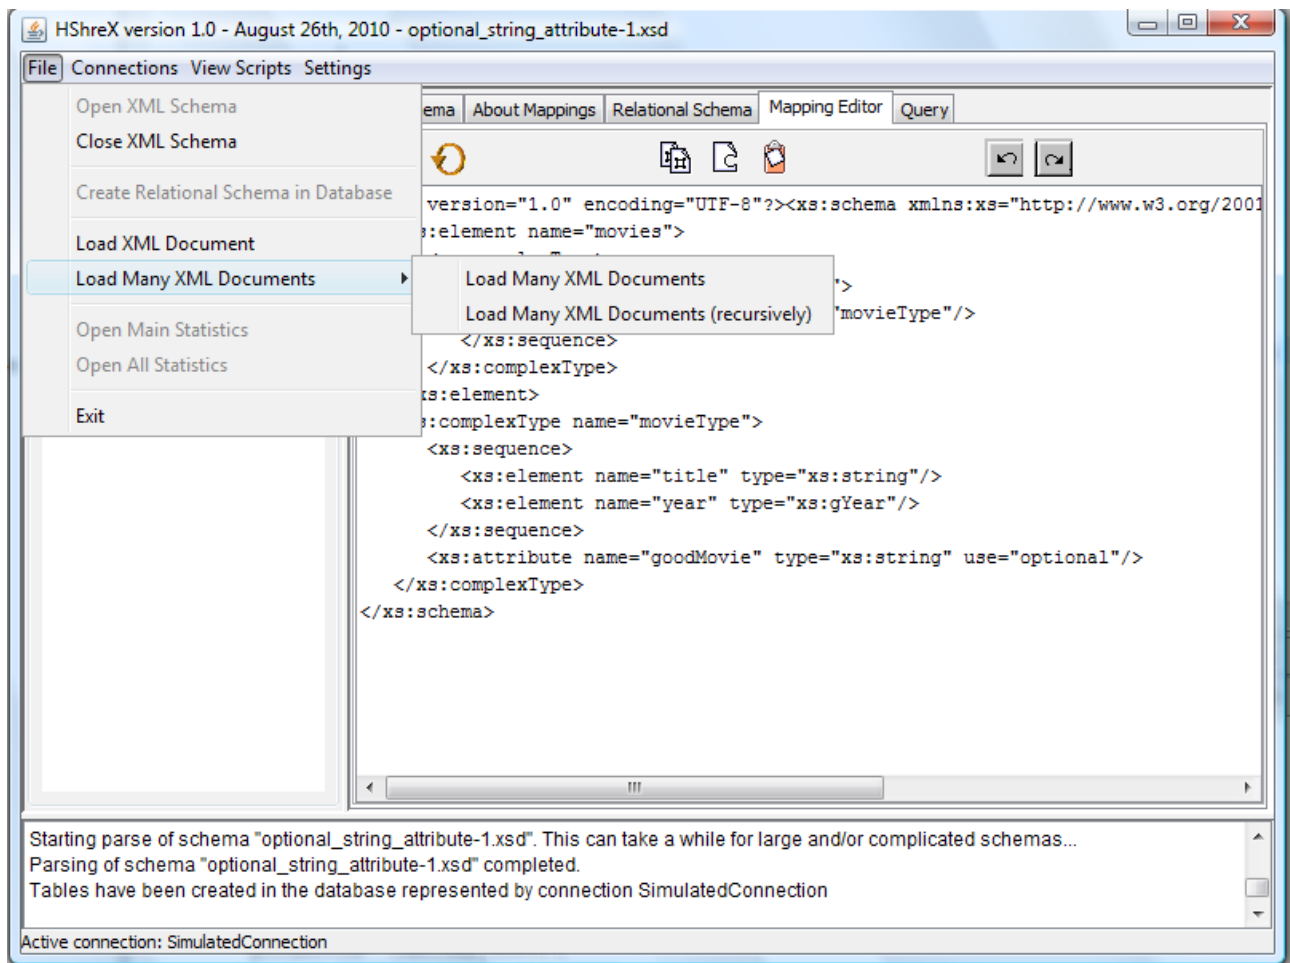 HShreX version 1.0 - August 26th, 2010 - optional_string_attribute-1.xsd
File Connections View Scripts Settings
Open XML Schema
Close XML Schema
Create Relational Schema in Database
Load XML Document
Load Many XML Documents
Open Main Statistics
Open All Statistics
Exit
Load Many XML Documents
Load Many XML Documents (recursively)
ema About Mappings Relational Schema Mapping Editor Query
version="1.0" encoding="UTF-8"?><xs:schema xmlns:xs="http://www.w3.org/2001
:element name="movies">
">
"movieType"/>
</xs:sequence>
</xs:complexType>
xs:element>
:complexType name="movieType">
<xs:sequence>
<xs:element name="title" type="xs:string"/>
<xs:element name="year" type="xs:gYear"/>
</xs:sequence>
<xs:attribute name="goodMovie" type="xs:string" use="optional"/>
</xs:complexType>
</xs:schema>
Starting parse of schema "optional_string_attribute-1.xsd". This can take a while for large and/or complicated schemas...
Parsing of schema "optional_string_attribute-1.xsd" completed.
Tables have been created in the database represented by connection SimulatedConnection
Active connection: SimulatedConnection